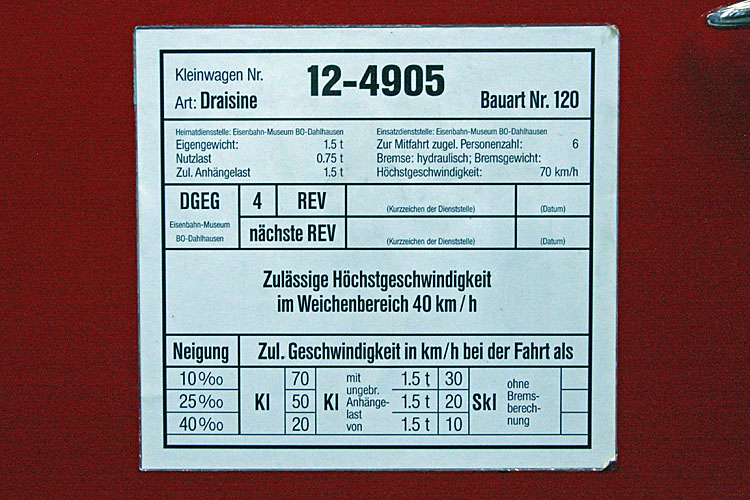 Kleinwagen Nr. 12-4905
Art: Draisine Bauart Nr. 120
Heimatdienststelle: Eisenbahn-Museum BO-Dahlhausen
Eigengewicht: 1.5 t
Nutzlast 0.75 t
Zul. Anhängelast 1.5 t
Einsatzdienststelle: Eisenbahn-Museum BO-Dahlhausen
Zur Mitfahrt zugel. Personenzahl: 6
Bremse: hydraulisch; Bremsgewicht:
Höchstgeschwindigkeit: 70 km/h
DGEG
Eisenbahn-Museum
BO-Dahlhausen
4 REV (Kurzzeichen der Dienststelle) (Datum)
nächste REV (Kurzzeichen der Dienststelle) (Datum)
Zulässige Höchstgeschwindigkeit
im Weichenbereich 40 km/h
Neigung Zul. Geschwindigkeit in km/h bei der Fahrt als
10‰
25‰
40‰
Kl
70
50
20
Kl
mit
ungebr.
Anhänge-
last
von
1.5 t 30
1.5 t 20
1.5 t 10
Skl
ohne
Brems-
berech-
nung